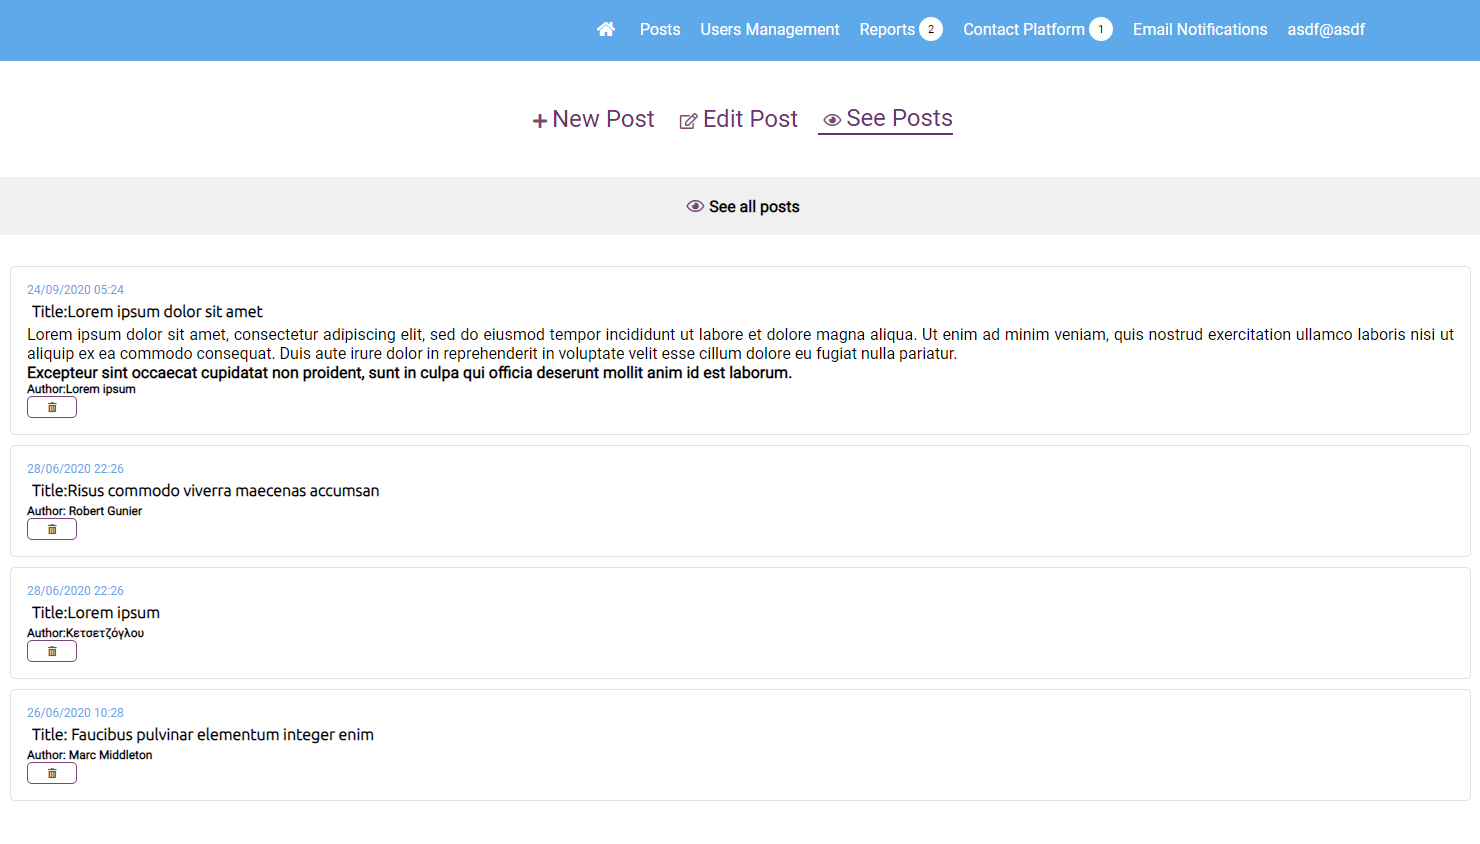 Posts Users Management Reports 2 Contact Platform 1 Email Notifications asdf@asdf
New Post Edit Post See Posts
See all posts
24/09/2020 05:24
Title:Lorem ipsum dolor sit amet
Lorem ipsum dolor sit amet, consectetur adipiscing elit, sed do eiusmod tempor incididunt ut labore et dolore magna aliqua. Ut enim ad minim veniam, quis nostrud exercitation ullamco laboris nisi ut
aliquip ex ea commodo consequat. Duis aute irure dolor in reprehenderit in voluptate velit esse cillum dolore eu fugiat nulla pariatur.
Excepteur sint occaecat cupidatat non proident, sunt in culpa qui officia deserunt mollit anim id est laborum.
Author:Lorem ipsum
28/06/2020 22:26
Title:Risus commodo viverra maecenas accumsan
Author: Robert Gunier
28/06/2020 22:26
Title:Lorem ipsum
Author:Κετσετζόγλου
26/06/2020 10:28
Title: Faucibus pulvinar elementum integer enim
Author: Marc Middleton